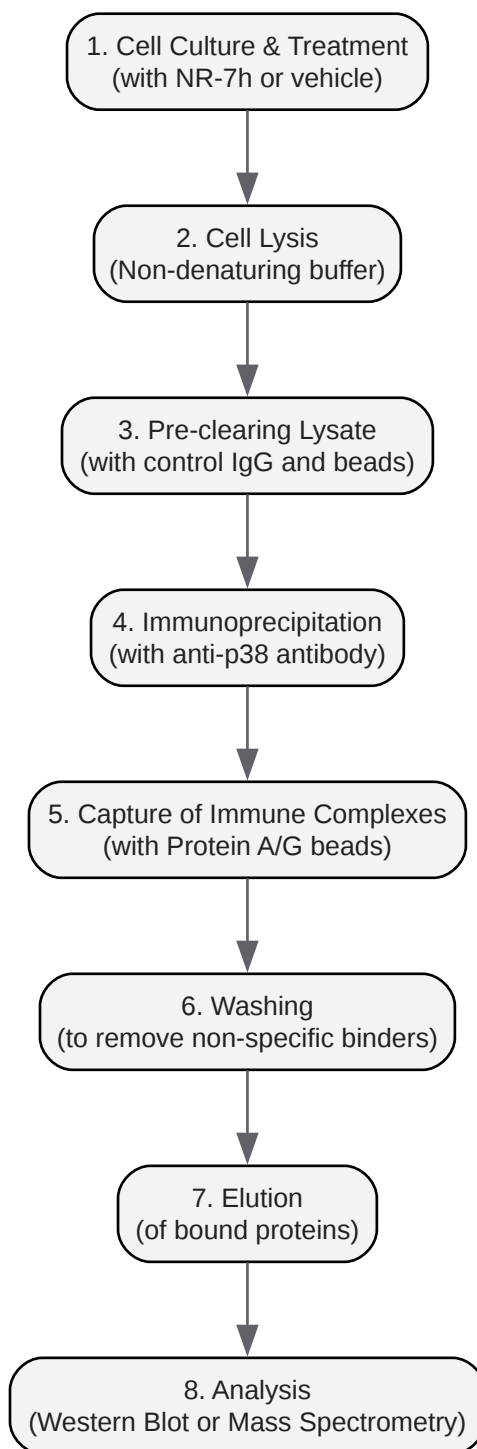 1. Cell Culture & Treatment
(with NR-7h or vehicle)
2. Cell Lysis
(Non-denaturing buffer)
3. Pre-clearing Lysate
(with control IgG and beads)
4. Immunoprecipitation
(with anti-p38 antibody)
5. Capture of Immune Complexes
(with Protein A/G beads)
6. Washing
(to remove non-specific binders)
7. Elution
(of bound proteins)
8. Analysis
(Western Blot or Mass Spectrometry)